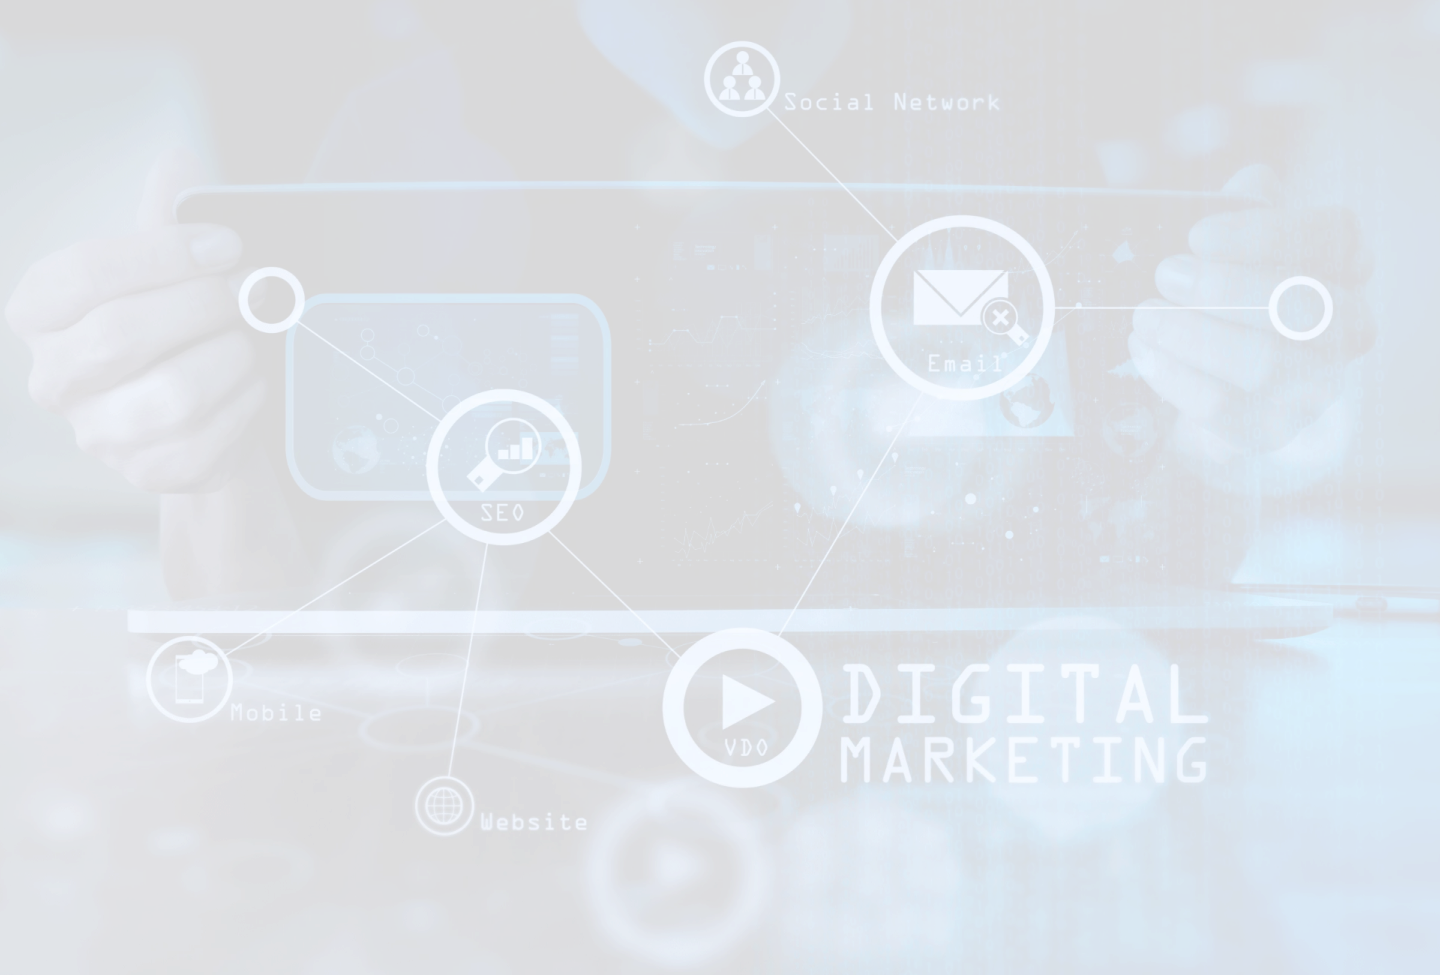 Social Network
Email
SEO
Mobile
VDO
DIGITAL
MARKETING
Website